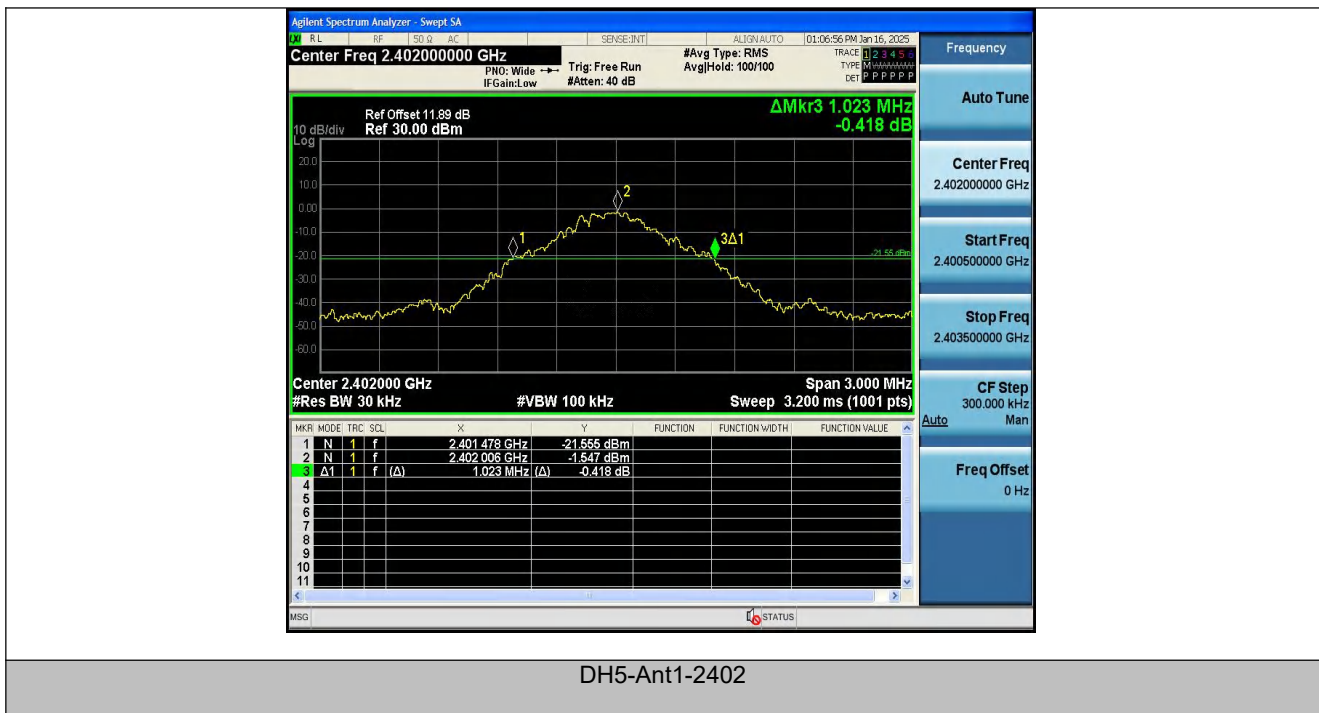 Agilent Spectrum Analyzer - Swept SA
RL RF 50 Ω AC SENSE:INT ALIGN AUTO 01:06:56 PM Jan 16, 2025
Center Freq 2.402000000 GHz
PNO: Wide
IFGain:Low
Trig: Free Run
#Atten: 40 dB
#Avg Type: RMS
Avg|Hold: 100/100
TRACE 1 2 3 4 5 6
TYPE M
DET P P P P P P
ΔMkr3 1.023 MHz
-0.418 dB
Ref Offset 11.89 dB
10 dB/div Ref 30.00 dBm
Log
20.0
10.0
0.00
-10.0
-20.0
-30.0
-40.0
-50.0
-60.0
1
2
3Δ1
-21.55 dBm
Center 2.402000 GHz Span 3.000 MHz
#Res BW 30 kHz #VBW 100 kHz Sweep 3.200 ms (1001 pts)
MKR MODE TRC SCL X Y FUNCTION FUNCTION WIDTH FUNCTION VALUE
1 N 1 f 2.401 478 GHz -21.555 dBm
2 N 1 f 2.402 006 GHz -1.547 dBm
3 Δ1 1 f (Δ) 1.023 MHz (Δ) -0.418 dB
4
5
6
7
8
9
10
11
MSG STATUS
Frequency
Auto Tune
Center Freq
2.402000000 GHz
Start Freq
2.400500000 GHz
Stop Freq
2.403500000 GHz
CF Step
300.000 kHz
Auto Man
Freq Offset
0 Hz
DH5-Ant1-2402